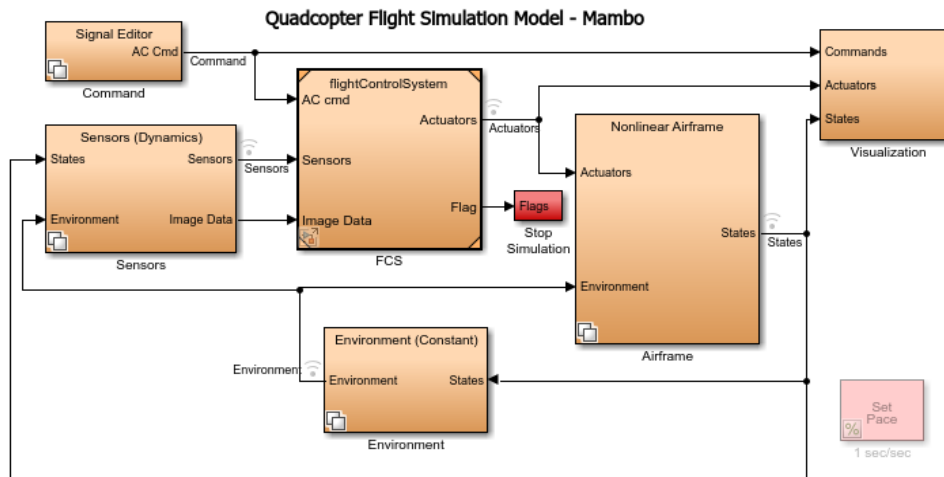 Quadcopter Flight Simulation Model - Mambo
Signal Editor
AC Cmd
Command
Command
flightControlSystem
AC cmd
Actuators
Actuators
Sensors
Flag
Image Data
FCS
Sensors (Dynamics)
States
Sensors
Sensors
Environment
Image Data
Sensors
Flags
Stop
Simulation
Nonlinear Airframe
Actuators
States
States
Environment
Airframe
Commands
Actuators
States
Visualization
Environment (Constant)
Environment
Environment
States
Environment
Set
Pace
%
1 sec/sec